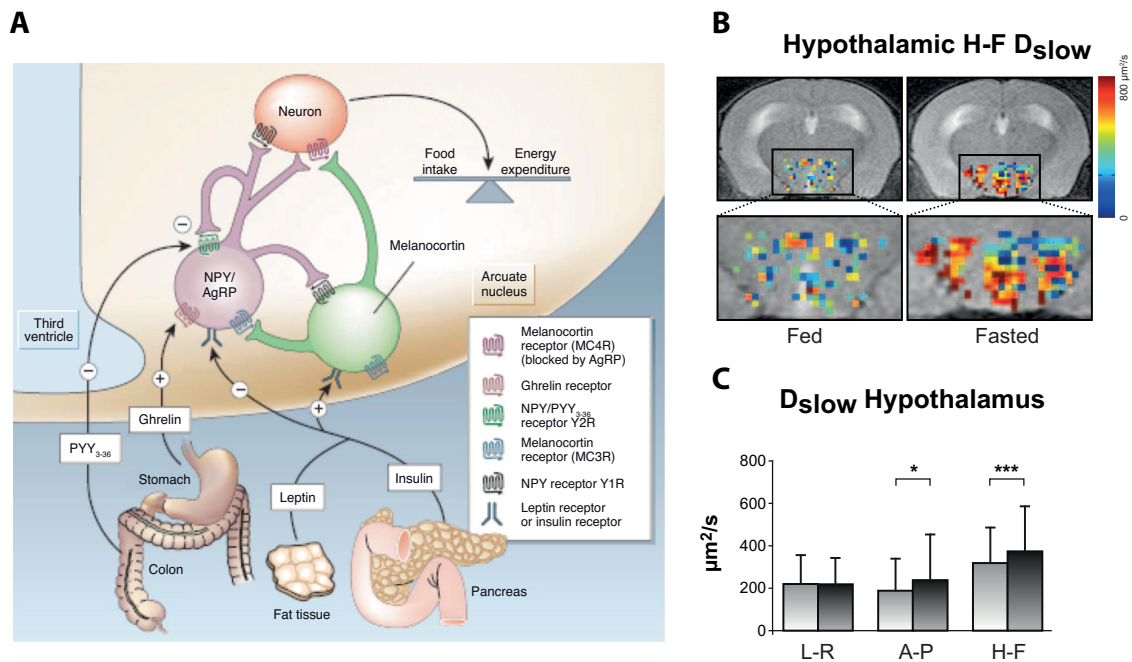 A
Neuron
Food
intake
Energy
expenditure
−
Melanocortin
NPY/
AgRP
Arcuate
nucleus
Third
ventricle
−
+
−
+
Ghrelin
PYY3-36
Stomach
Leptin
Insulin
Colon
Fat tissue
Pancreas
Melanocortin
receptor (MC4R)
(blocked by AgRP)
Ghrelin receptor
NPY/PYY3-36
receptor Y2R
Melanocortin
receptor (MC3R)
NPY receptor Y1R
Leptin receptor
or insulin receptor
B
Hypothalamic H-F Dslow
800 µm²/s
0
Fed
Fasted
C
Dslow Hypothalamus
µm²/s
800
600
400
200
0
*
***
L-R
A-P
H-F